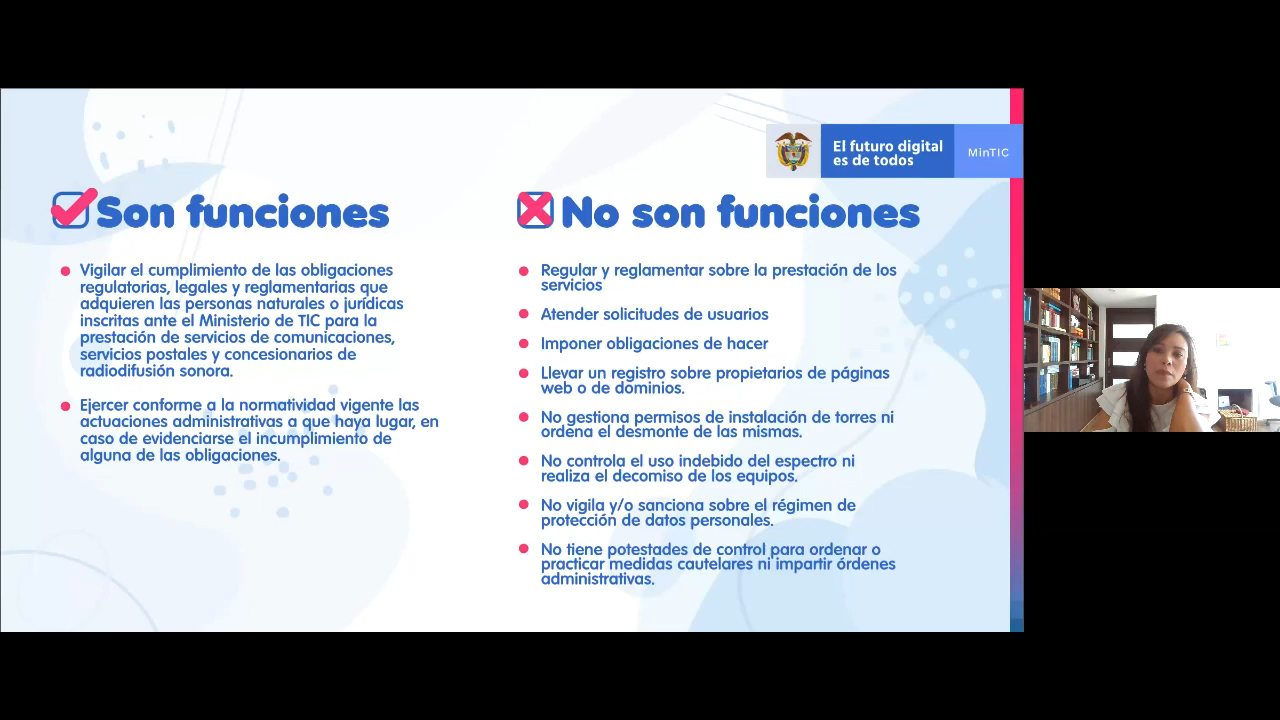 El futuro digital
es de todos
MinTIC
Son funciones
Vigilar el cumplimiento de las obligaciones
regulatorias, legales y reglamentarias que
adquieren las personas naturales o jurídicas
inscritas ante el Ministerio de TIC para la
prestación de servicios de comunicaciones,
servicios postales y concesionarios de
radiodifusión sonora.
Ejercer conforme a la normatividad vigente las
actuaciones administrativas a que haya lugar, en
caso de evidenciarse el incumplimiento de
alguna de las obligaciones.
No son funciones
Regular y reglamentar sobre la prestación de los
servicios
Atender solicitudes de usuarios
Imponer obligaciones de hacer
Llevar un registro sobre propietarios de páginas
web o de dominios.
No gestiona permisos de instalación de torres ni
ordena el desmonte de las mismas.
No controla el uso indebido del espectro ni
realiza el decomiso de los equipos.
No vigila y/o sanciona sobre el régimen de
protección de datos personales.
No tiene potestades de control para ordenar o
practicar medidas cautelares ni impartir órdenes
administrativas.